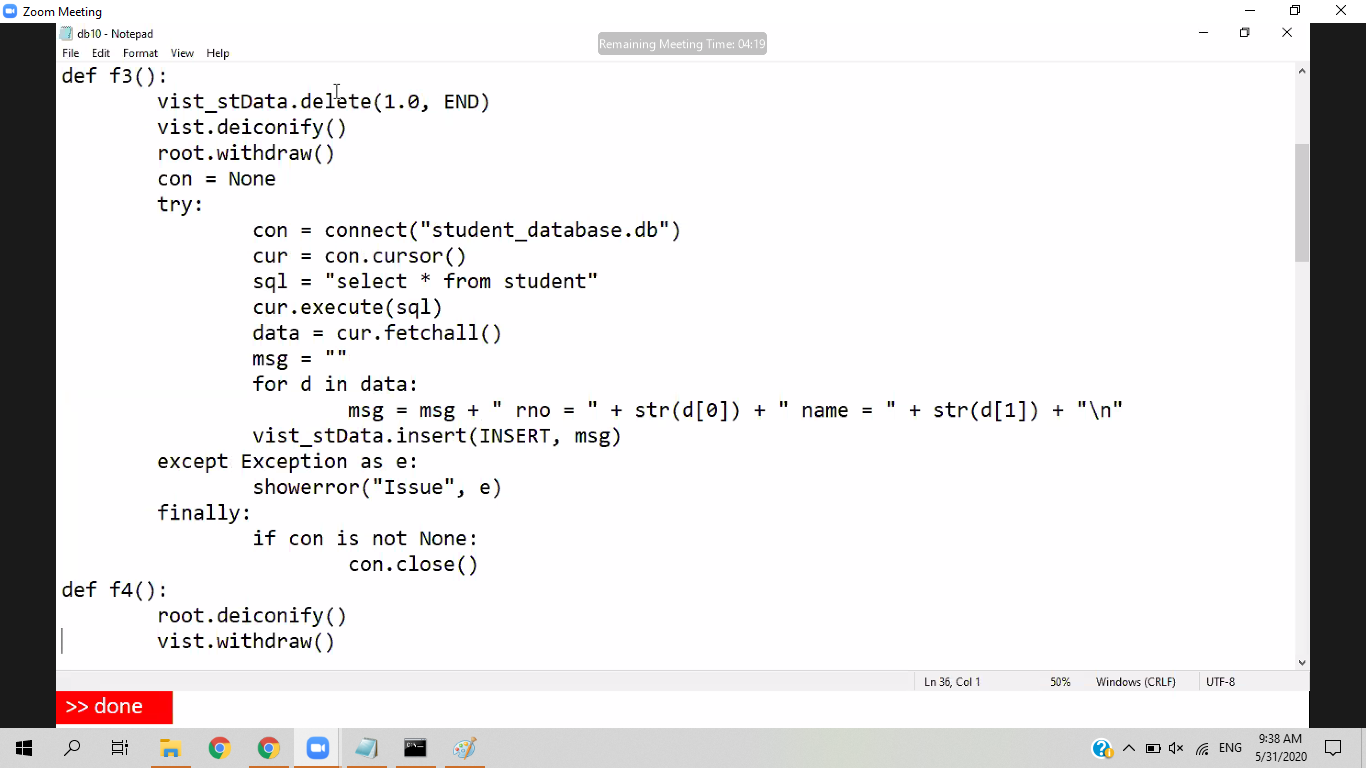 Zoom Meeting
db10 - Notepad
Remaining Meeting Time: 04:19
File Edit Format View Help
def f3():
vist_stData.delete(1.0, END)
vist.deiconify()
root.withdraw()
con = None
try:
con = connect("student_database.db")
cur = con.cursor()
sql = "select * from student"
cur.execute(sql)
data = cur.fetchall()
msg = ""
for d in data:
msg = msg + " rno = " + str(d[0]) + " name = " + str(d[1]) + "\n"
vist_stData.insert(INSERT, msg)
except Exception as e:
showerror("Issue", e)
finally:
if con is not None:
con.close()
def f4():
root.deiconify()
vist.withdraw()
Ln 36, Col 1 50% Windows (CRLF) UTF-8
>> done
ENG
9:38 AM
5/31/2020